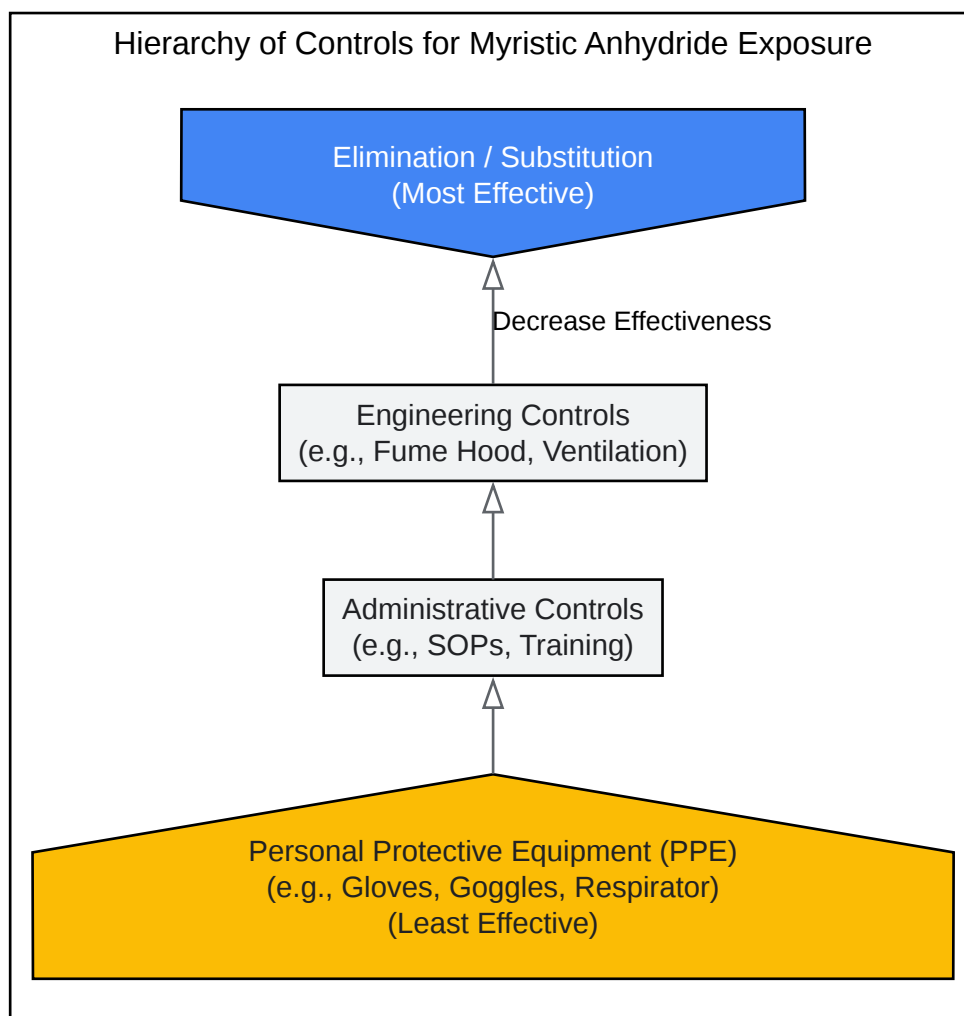 Hierarchy of Controls for Myristic Anhydride Exposure
Elimination / Substitution
(Most Effective)
Decrease Effectiveness
Engineering Controls
(e.g., Fume Hood, Ventilation)
Administrative Controls
(e.g., SOPs, Training)
Personal Protective Equipment (PPE)
(e.g., Gloves, Goggles, Respirator)
(Least Effective)